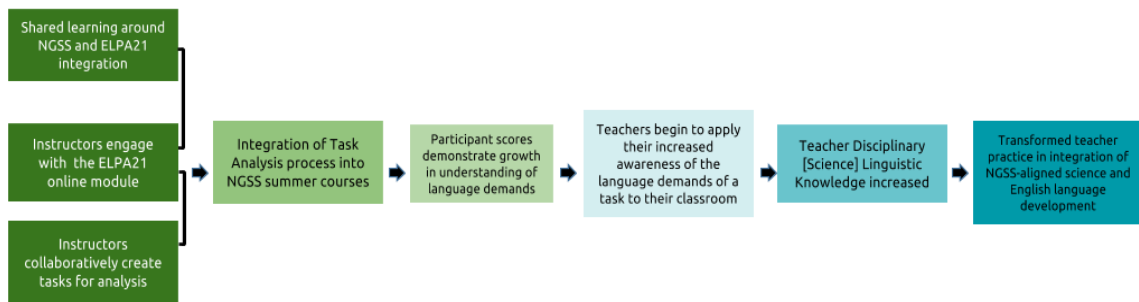 Shared learning around
NGSS and ELPA21
integration
Instructors engage
with the ELPA21
online module
Instructors
collaboratively create
tasks for analysis
Integration of Task
Analysis process into
NGSS summer courses
Participant scores
demonstrate growth
in understanding of
language demands
Teachers begin to apply
their increased
awareness of the
language demands of a
task to their classroom
Teacher Disciplinary
[Science] Linguistic
Knowledge increased
Transformed teacher
practice in integration of
NGSS-aligned science and
English language
development